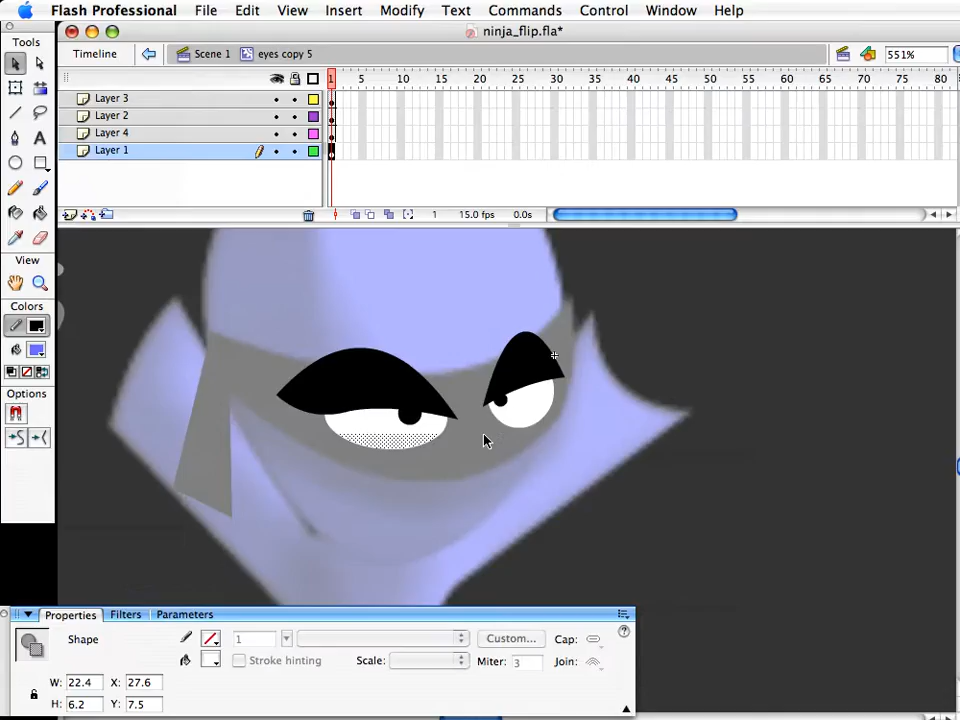 Flash Professional File Edit View Insert Modify Text Commands Control Window Help
ninja_flip.fla*
Tools
Timeline Scene 1 eyes copy 5 551%
1 5 10 15 20 25 30 35 40 45 50 55 60 65 70 75 80
Layer 3
Layer 2
Layer 4
Layer 1
1 15.0 fps 0.0s
View
Colors
Options
Properties Filters Parameters
Shape 1 Custom... Cap:
Stroke hinting Scale: Miter: 3 Join:
W: 22.4 X: 27.6
H: 6.2 Y: 7.5